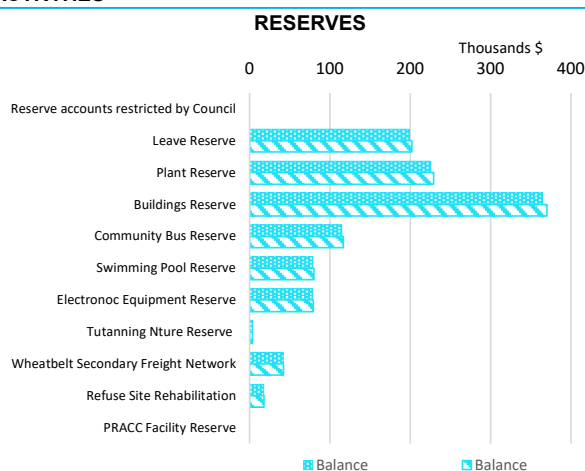 RESERVES
Thousands $
0 100 200 300 400
Reserve accounts restricted by Council
Leave Reserve
Plant Reserve
Buildings Reserve
Community Bus Reserve
Swimming Pool Reserve
Electronoc Equipment Reserve
Tutanning Nture Reserve
Wheatbelt Secondary Freight Network
Refuse Site Rehabilitation
PRACC Facility Reserve
Balance Balance